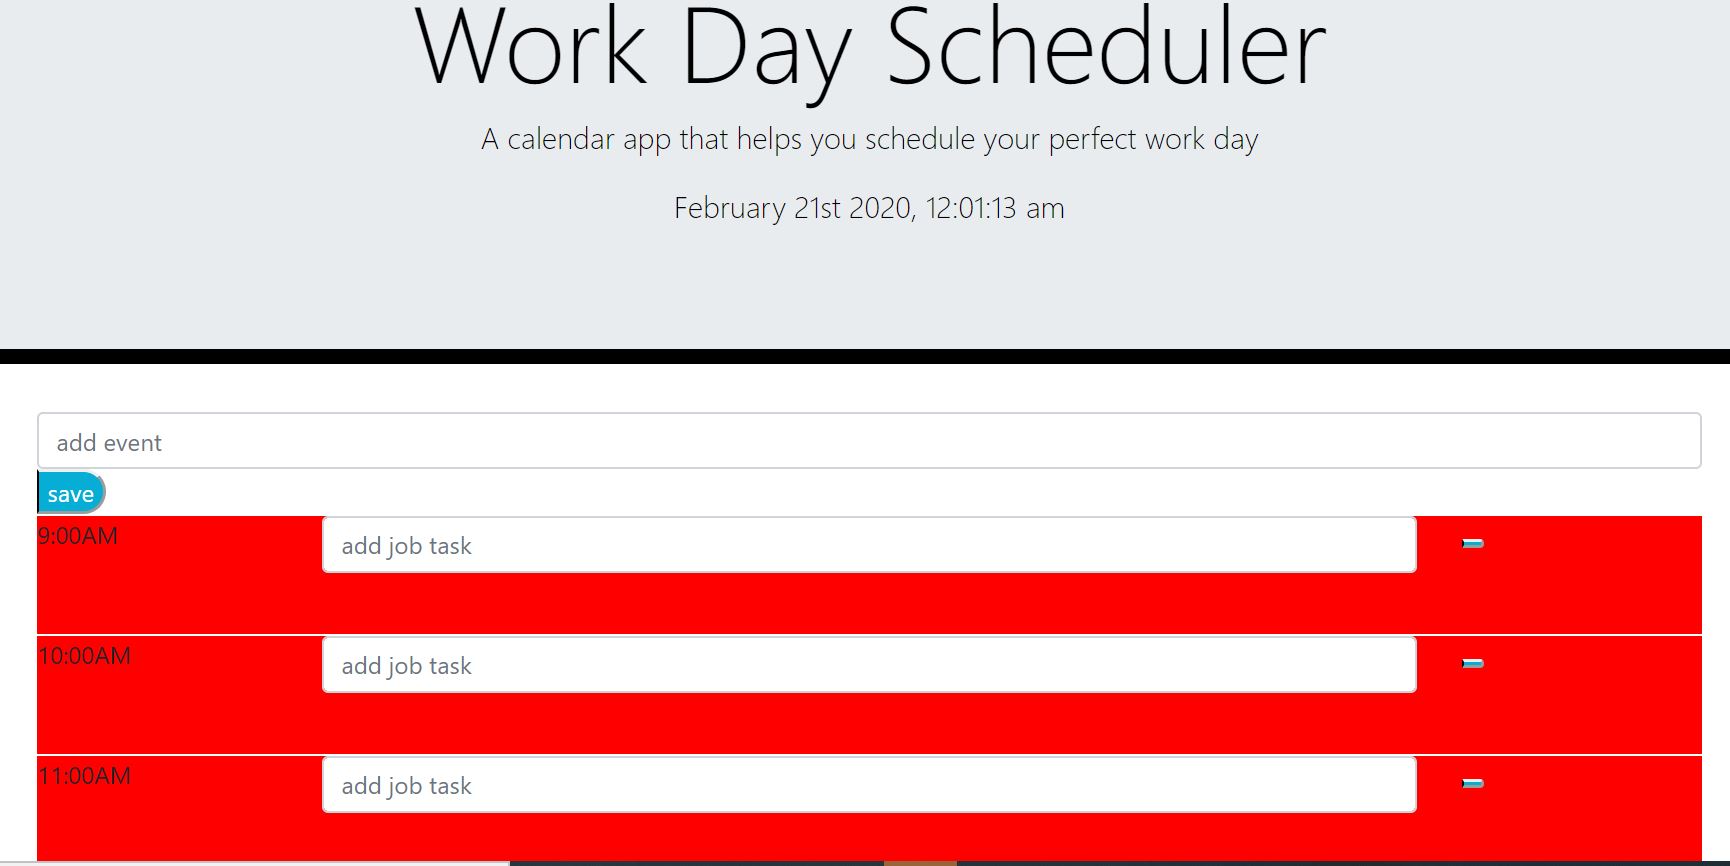 Work Day Scheduler
A calendar app that helps you schedule your perfect work day
February 21st 2020, 12:01:13 am
add event
save
9:00AM
add job task
10:00AM
add job task
11:00AM
add job task